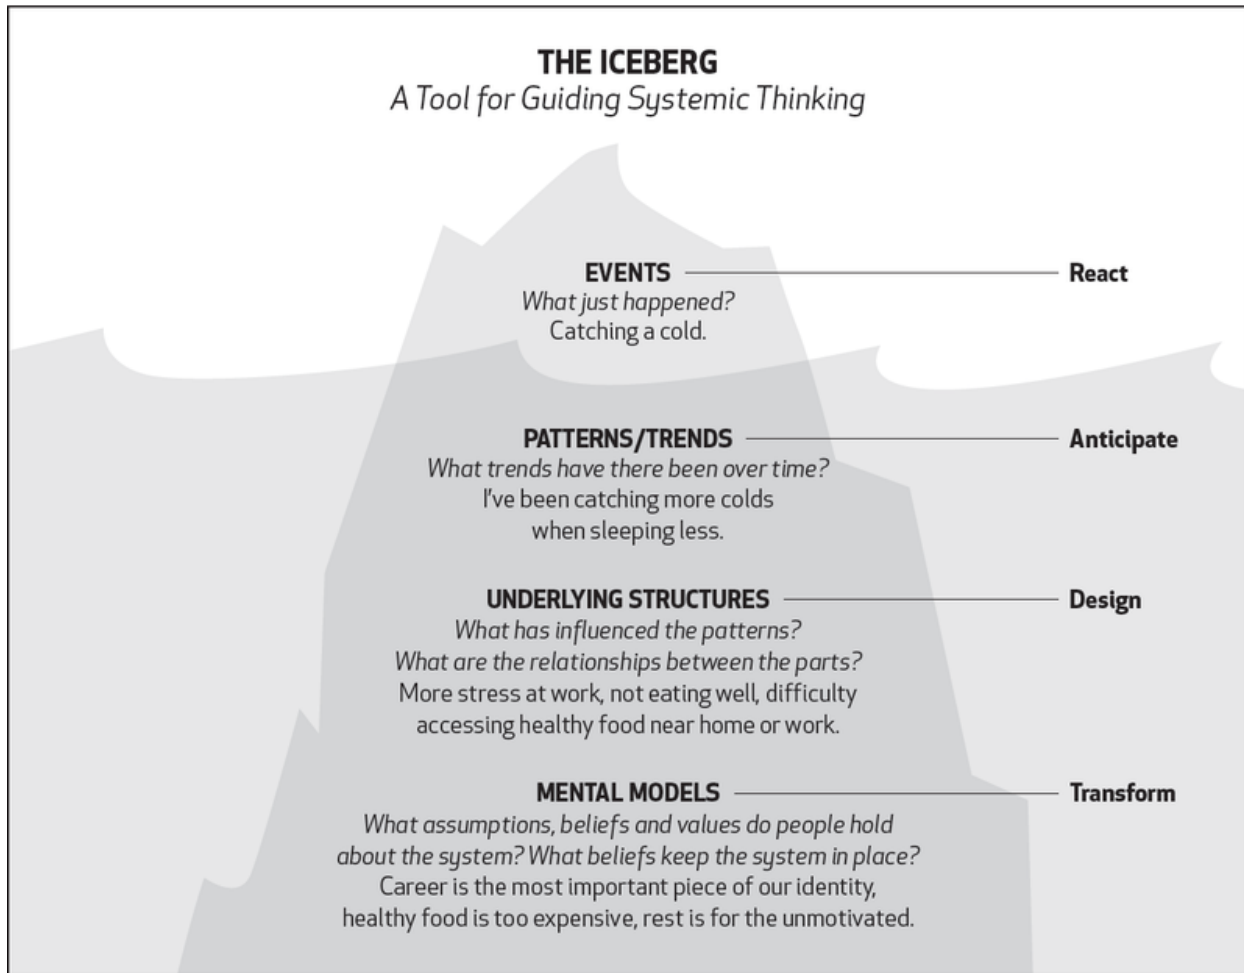 THE ICEBERG
A Tool for Guiding Systemic Thinking
EVENTS React
What just happened?
Catching a cold.
PATTERNS/TRENDS Anticipate
What trends have there been over time?
I've been catching more colds
when sleeping less.
UNDERLYING STRUCTURES Design
What has influenced the patterns?
What are the relationships between the parts?
More stress at work, not eating well, difficulty
accessing healthy food near home or work.
MENTAL MODELS Transform
What assumptions, beliefs and values do people hold
about the system? What beliefs keep the system in place?
Career is the most important piece of our identity,
healthy food is too expensive, rest is for the unmotivated.